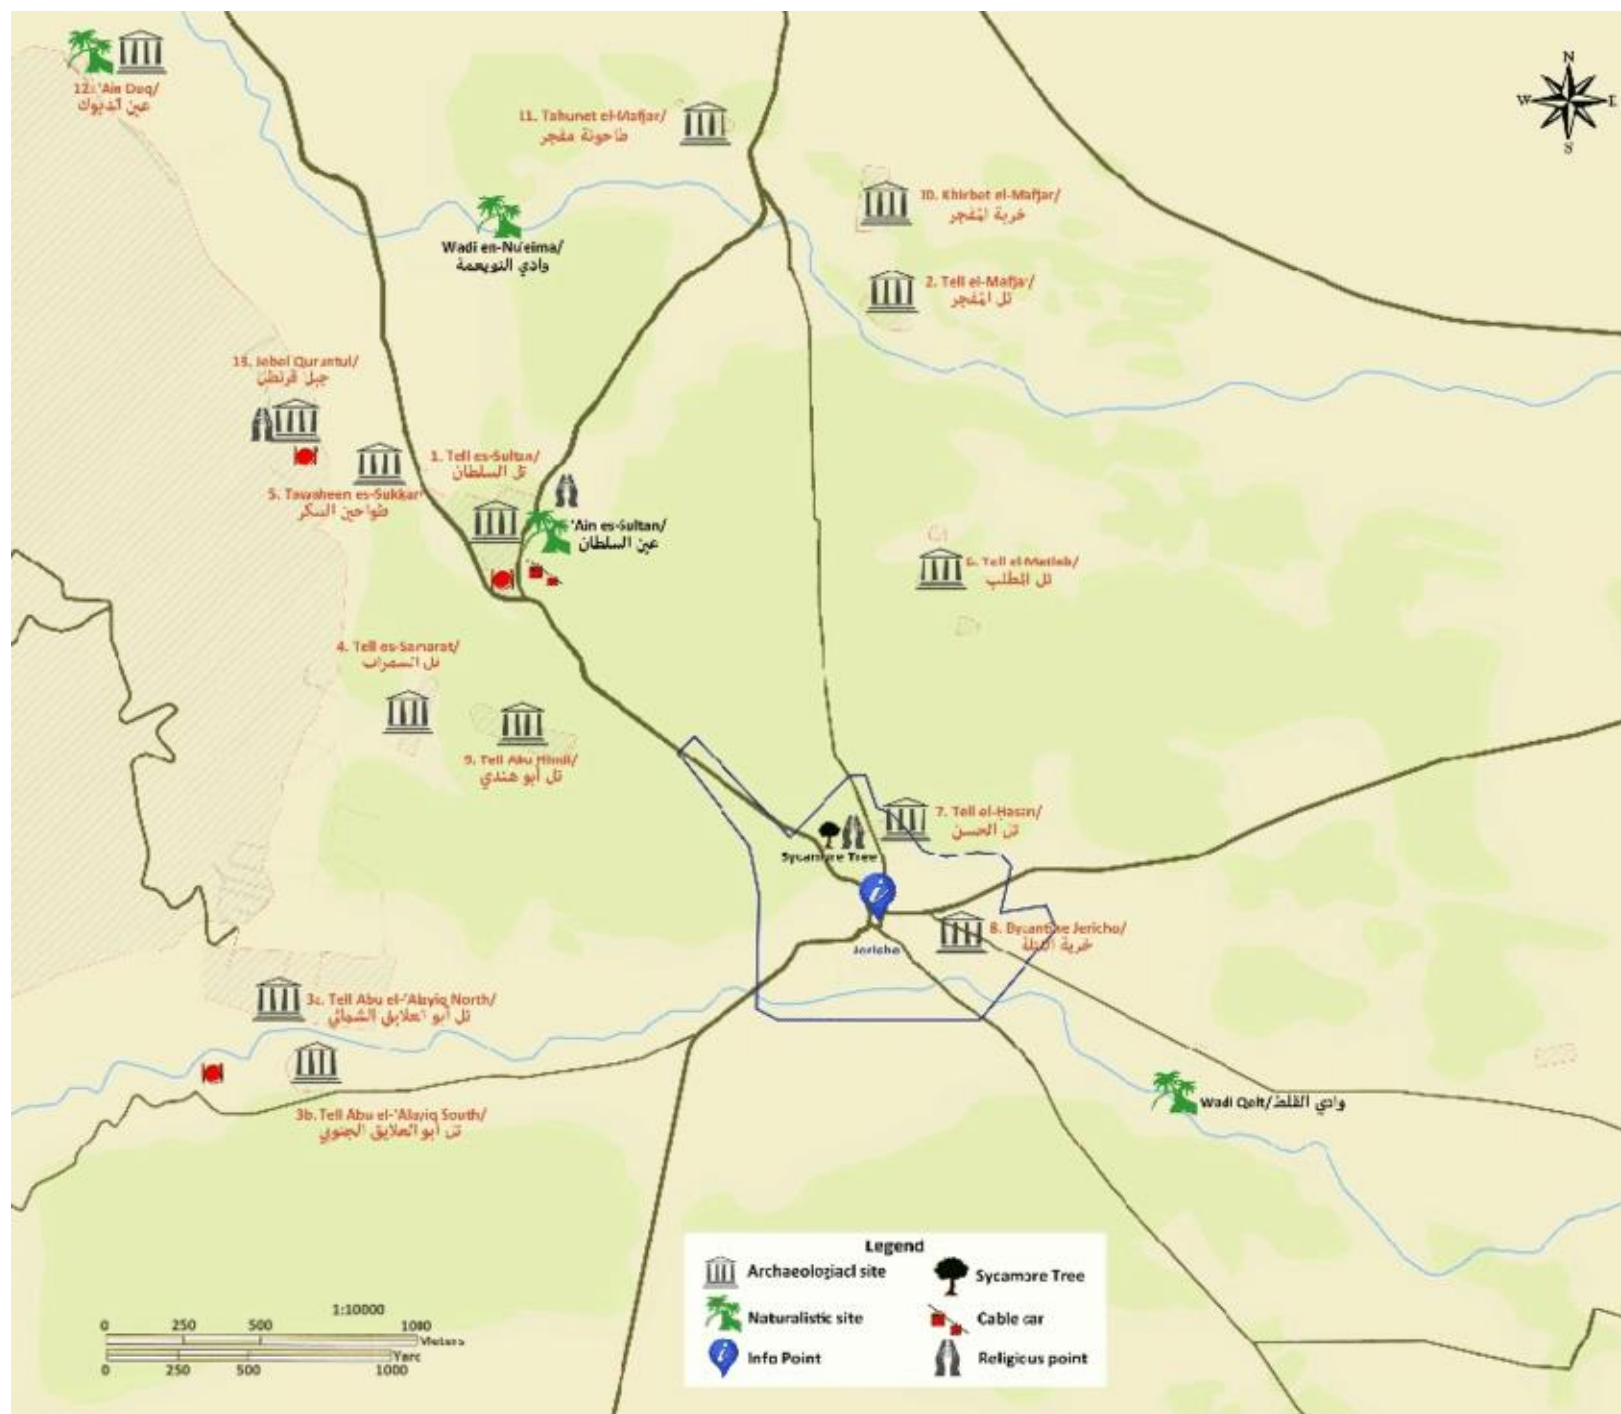 N
W
E
S
12. 'Ain Duq/
عين الديوك
11. Tahunet el-Mafjar/
طاحونة مفجر
10. Khirbet el-Mafjar/
خربة المفجر
Wadi en-Nu'eima/
وادي النويعمة
2. Tell el-Mafjar/
تل المفجر
13. Jebel Qurantul/
جبل قرنطل
1. Tell es-Sultan/
تل السلطان
5. Tawaheen es-Sukkar
طواحين السكر
'Ain es-Sultan/
عين السلطان
6. Tell el-Matlab/
تل المطلب
4. Tell es-Samarat/
تل السمرات
9. Tell Abu Hindi/
تل أبو هندي
7. Tell el-Hasan/
تل الحسن
Sycamore Tree
8. Byzantine Jericho/
خربة
Jericho
Tell Abu el-'Alayiq North/
تل أبو العلايق الشمالي
3b. Tell Abu el-'Alayiq South/
تل أبو العلايق الجنوبي
Wadi Qelt/وادي القلط
Legend
Archaeologiacl site
Sycamore Tree
Naturalistic site
Cable car
Info Point
Religious point
1:10000
0 250 500 1000
Meters
Yard
0 250 500 1000